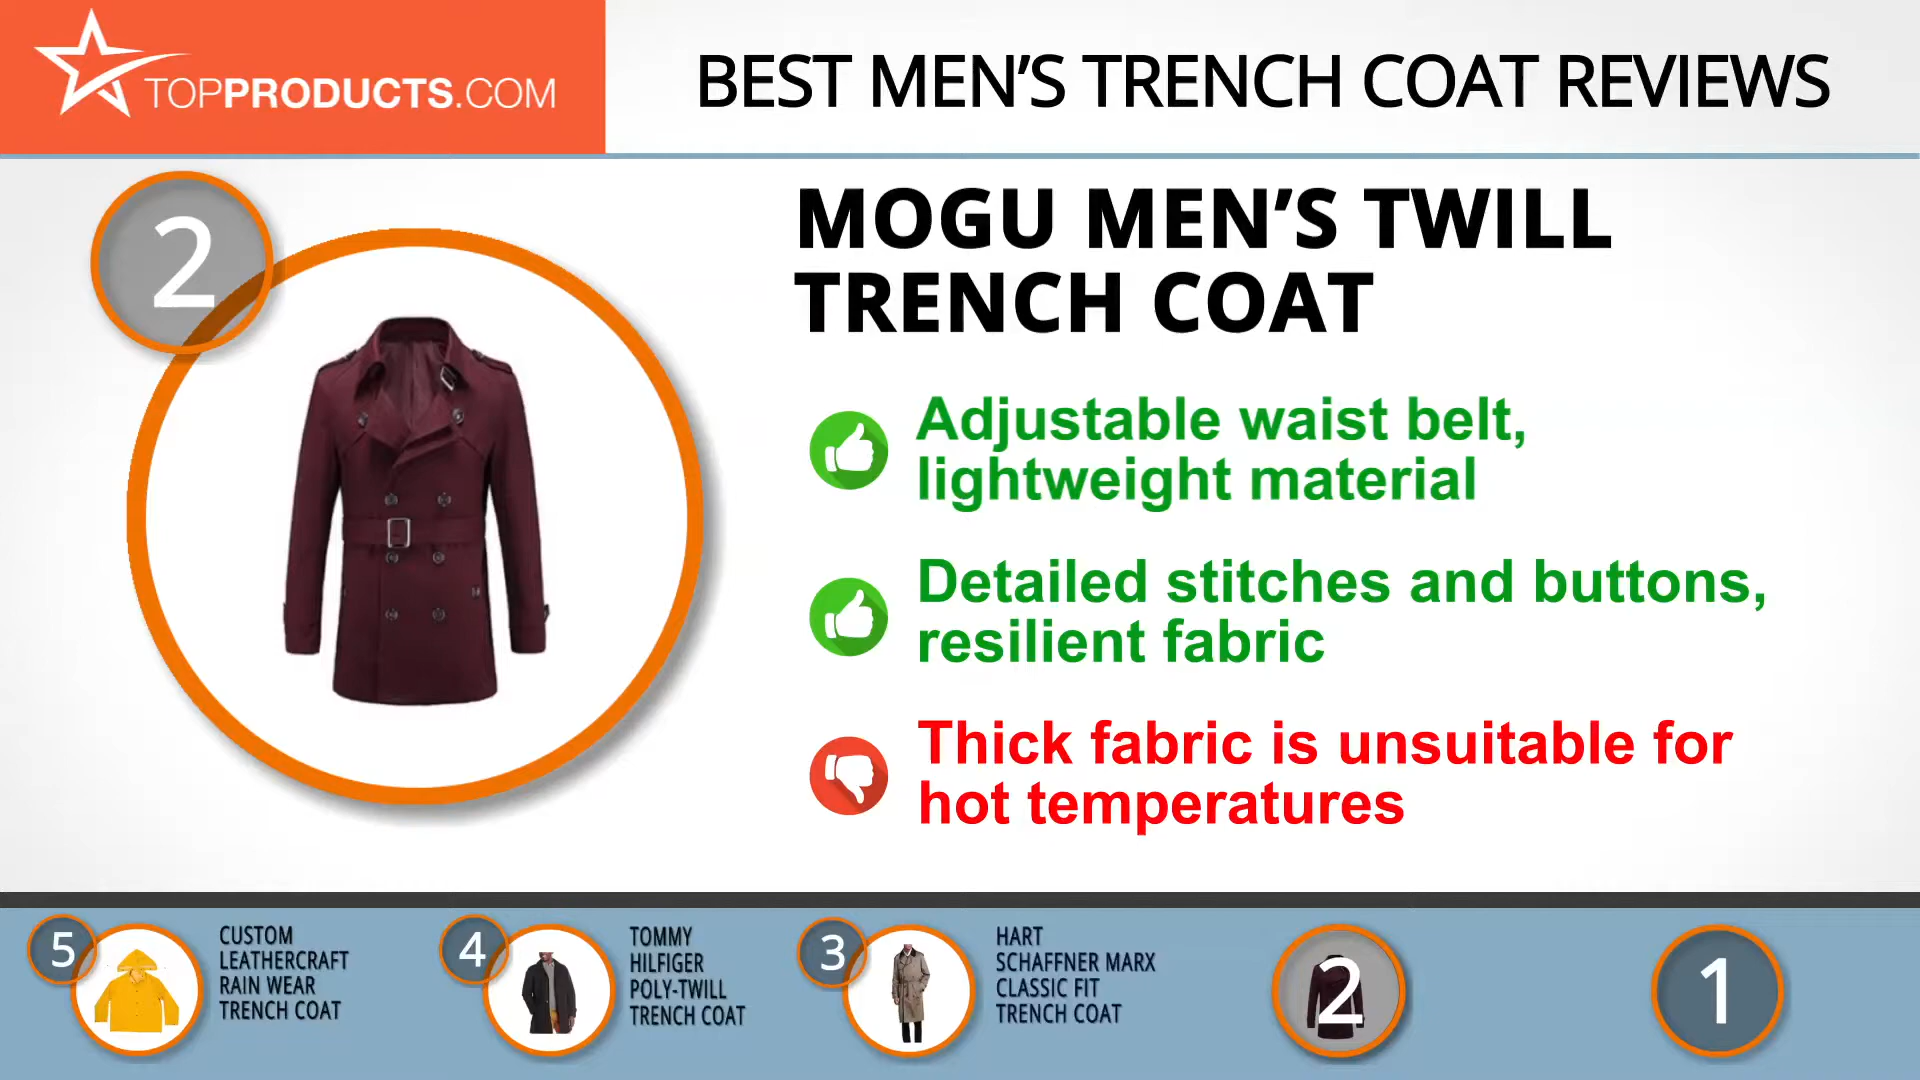 TOPPRODUCTS.COM
BEST MEN’S TRENCH COAT REVIEWS
2
MOGU MEN’S TWILL
TRENCH COAT
Adjustable waist belt,
lightweight material
Detailed stitches and buttons,
resilient fabric
Thick fabric is unsuitable for
hot temperatures
5
CUSTOM
LEATHERCRAFT
RAIN WEAR
TRENCH COAT
4
TOMMY
HILFIGER
POLY-TWILL
TRENCH COAT
3
HART
SCHAFFNER MARX
CLASSIC FIT
TRENCH COAT
2
1